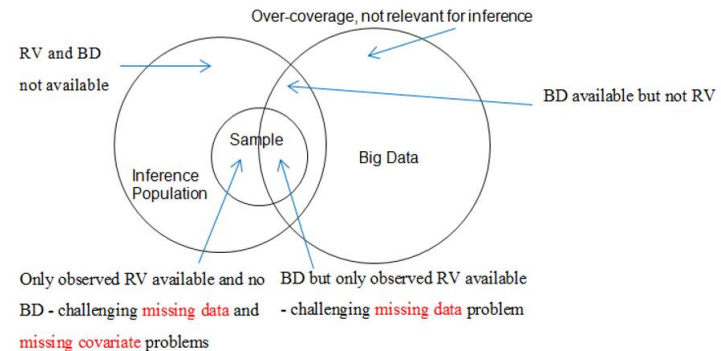 Over-coverage, not relevant for inference
RV and BD
not available
BD available but not RV
Sample
Big Data
Inference
Population
Only observed RV available and no
BD - challenging missing data and
missing covariate problems
BD but only observed RV available
- challenging missing data problem